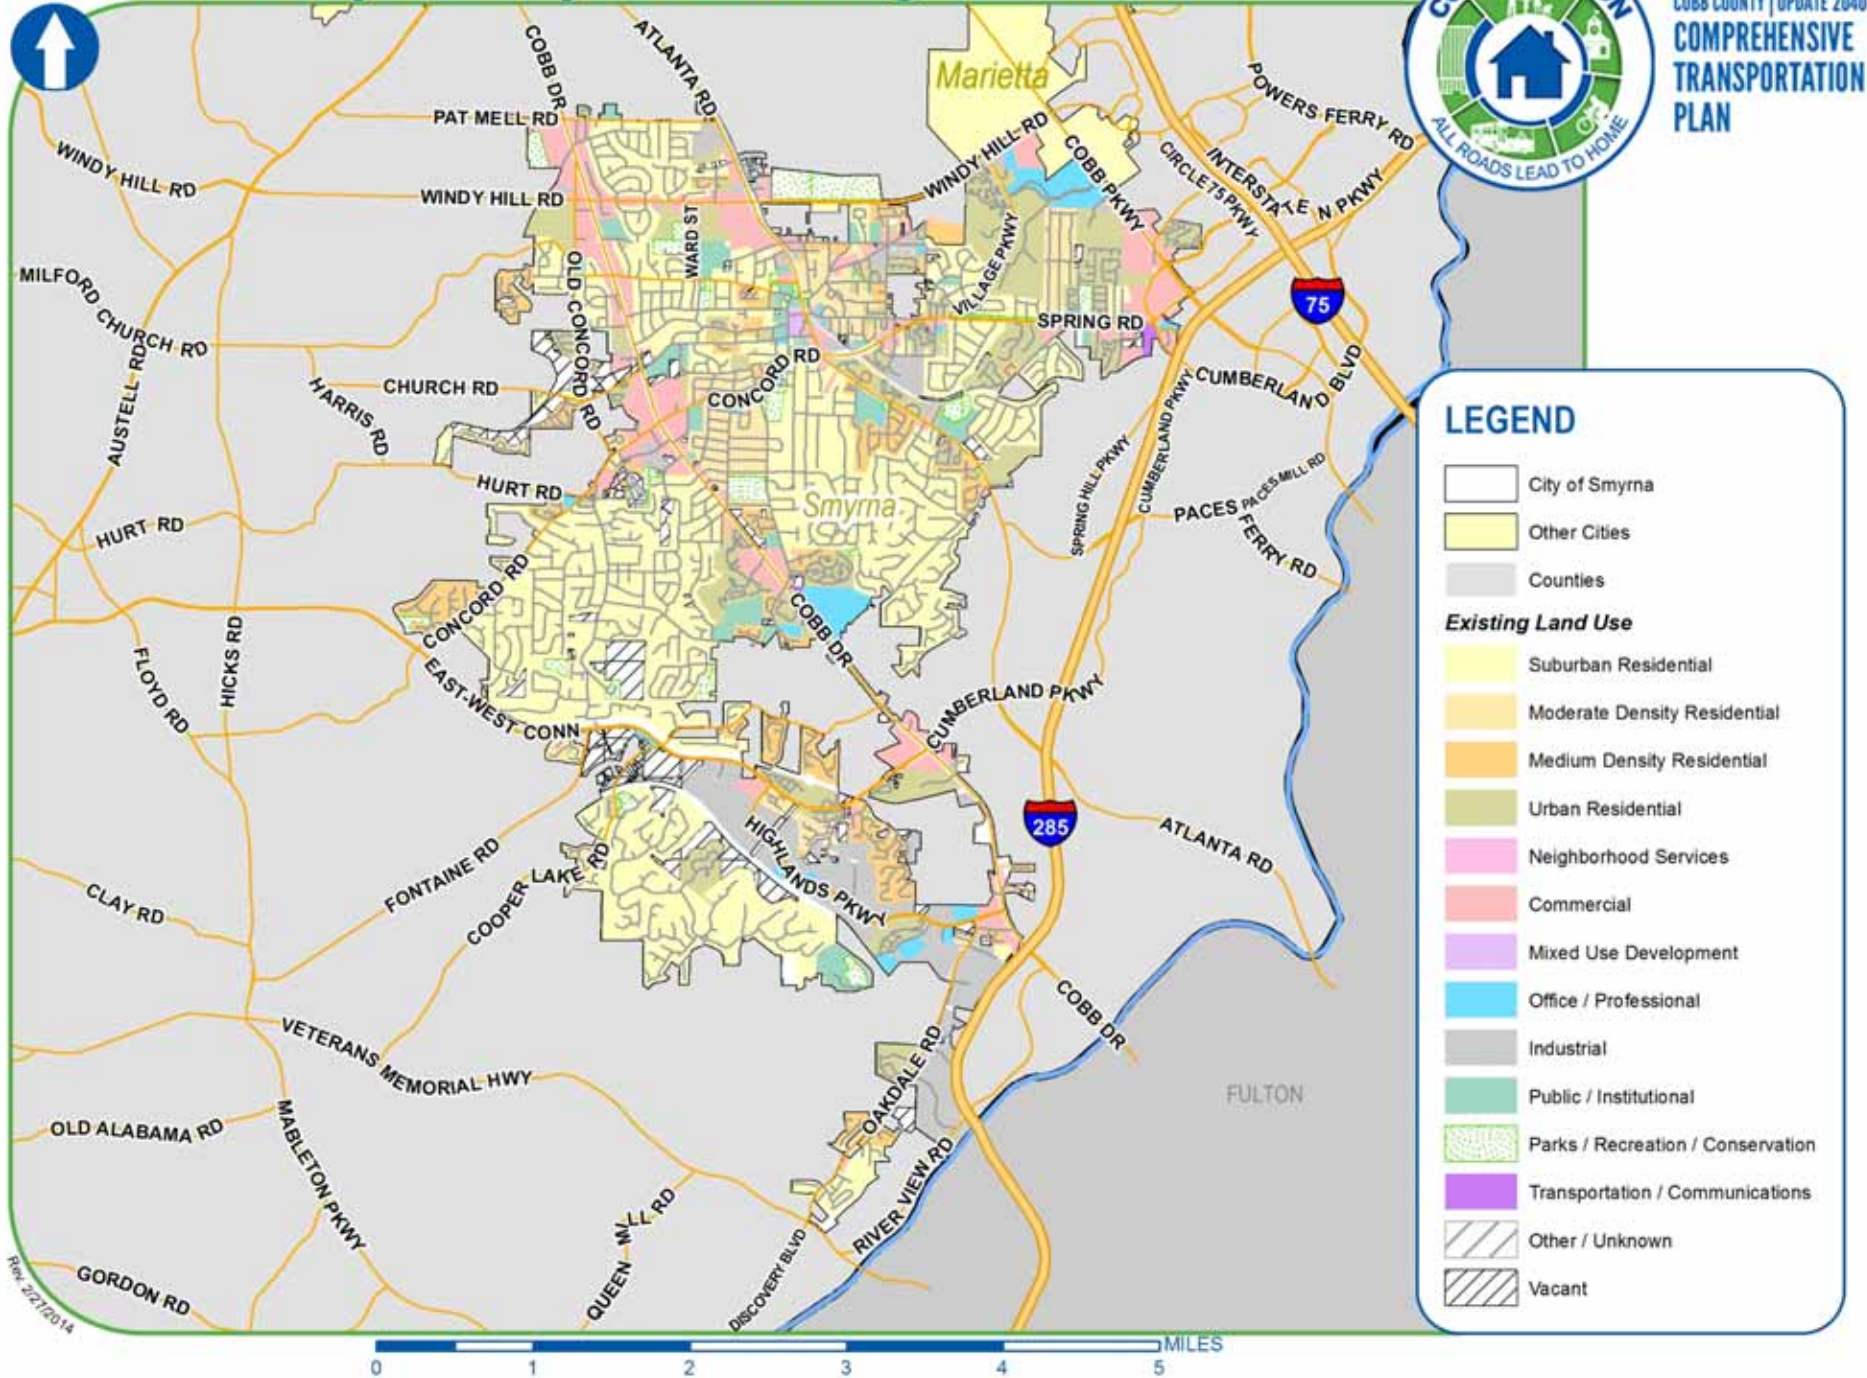 COBB COUNTY | UPDATE 2040
COMPREHENSIVE
TRANSPORTATION
PLAN
ALL ROADS LEAD TO HOME
COBB DR
ATLANTA RD
Marietta
POWERS FERRY RD
PAT MELL RD
WINDY HILL RD
WINDY HILL RD
WINDY HILL RD
COBB PKWY
CIRCLE 75 PKWY
INTERSTATE N PKWY
WARD ST
VILLAGE PKWY
OLD CONCORD RD
MILFORD CHURCH RD
75
SPRING RD
CONCORD RD
AUSTELL RD
HARRIS RD
CHURCH RD
CUMBERLAND BLVD
CUMBERLAND PKWY
SPRING HILL PKWY
HURT RD
HURT RD
Smyrna
PACES MILL RD
PACES FERRY RD
CONCORD RD
COBB DR
FLOYD RD
HICKS RD
EAST-WEST CONN
CUMBERLAND PKWY
285
ATLANTA RD
HIGHLANDS PKWY
FONTAINE RD
COOPER LAKE RD
CLAY RD
COBB DR
VETERANS MEMORIAL HWY
OAKDALE RD
FULTON
OLD ALABAMA RD
MABLETON PKWY
RIVER VIEW RD
QUEEN MILL RD
DISCOVERY BLVD
GORDON RD
Rev. 2/27/2014
LEGEND
City of Smyrna
Other Cities
Counties
Existing Land Use
Suburban Residential
Moderate Density Residential
Medium Density Residential
Urban Residential
Neighborhood Services
Commercial
Mixed Use Development
Office / Professional
Industrial
Public / Institutional
Parks / Recreation / Conservation
Transportation / Communications
Other / Unknown
Vacant
MILES
0 1 2 3 4 5